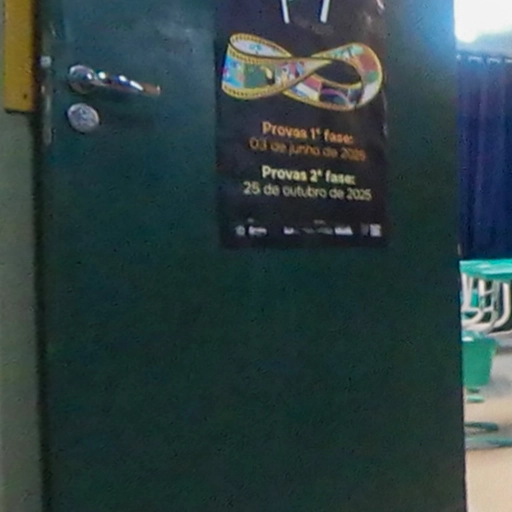 Provas 1ª fase:
03 de junho de 2025
Provas 2ª fase:
25 de outubro de 2025